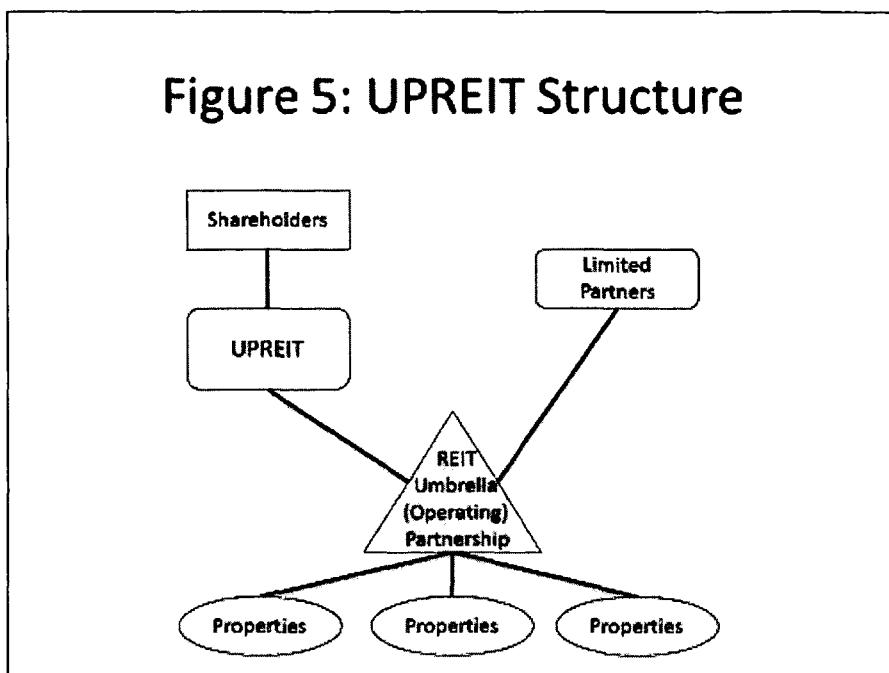 Figure 5: UPREIT Structure
Shareholders
Limited
Partners
UPREIT
REIT
Umbrella
(Operating)
Partnership
Properties
Properties
Properties